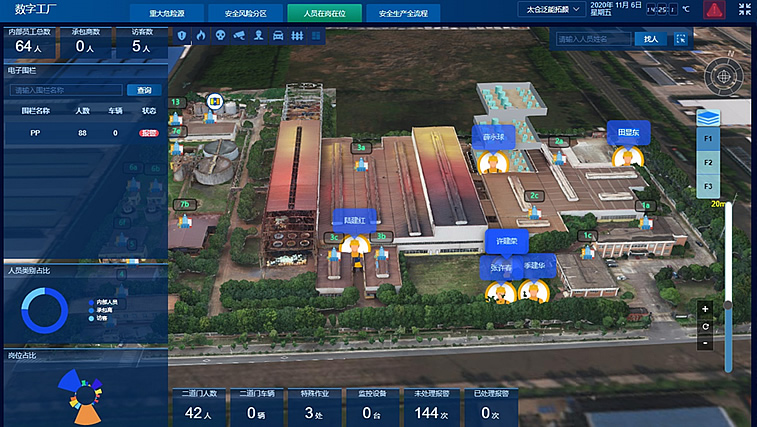 数字工厂
重大危险源 安全风险分区 人员在岗在位 安全生产全流程
太仓泛能拓殿
2020年 11月 6日
星期五
℃
内部员工总数 承包商数 访客数
64人 0人 5人
电子围栏
请输入围栏名称 查询
围栏名称 人数 车辆 状态
PP 88 0 报警
请输入人员姓名 找人
N
F1
F2
F3
20m
+
-
13
7d
7b
3a
3c
3b
2a
2c
1a
1c
薛永球
田显东
陆建红
许建荣
张许春
季建华
人员类别占比
内部人员
承包商
访客
岗位占比
二道门人数 二道门车辆 特殊作业 监控设备 未处理报警 已处理报警
42人 0辆 3处 0台 144次 0次